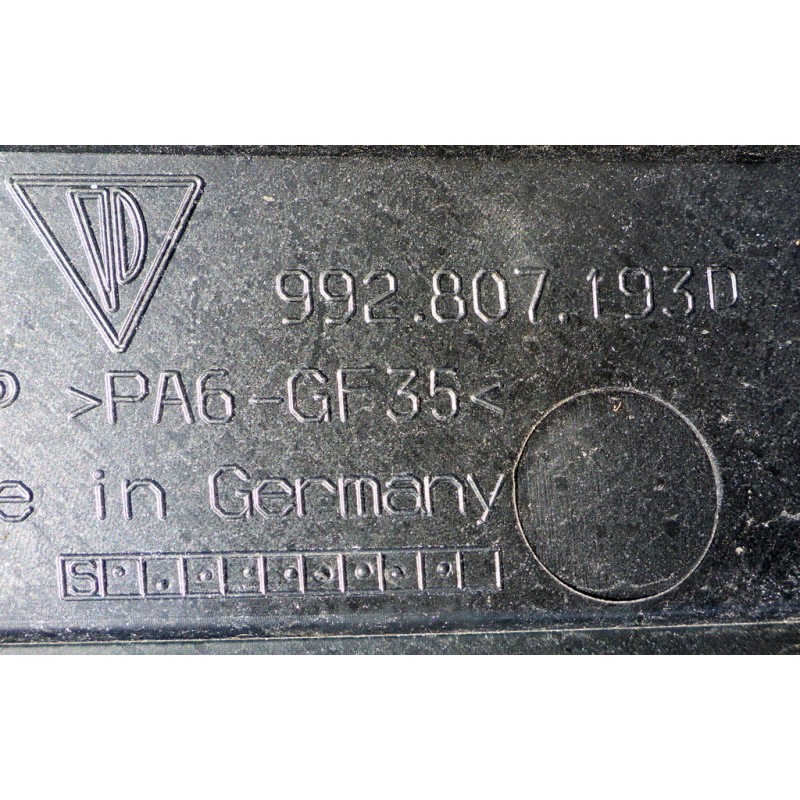 992.807.193D
>PA6-GF35<
in Germany
S